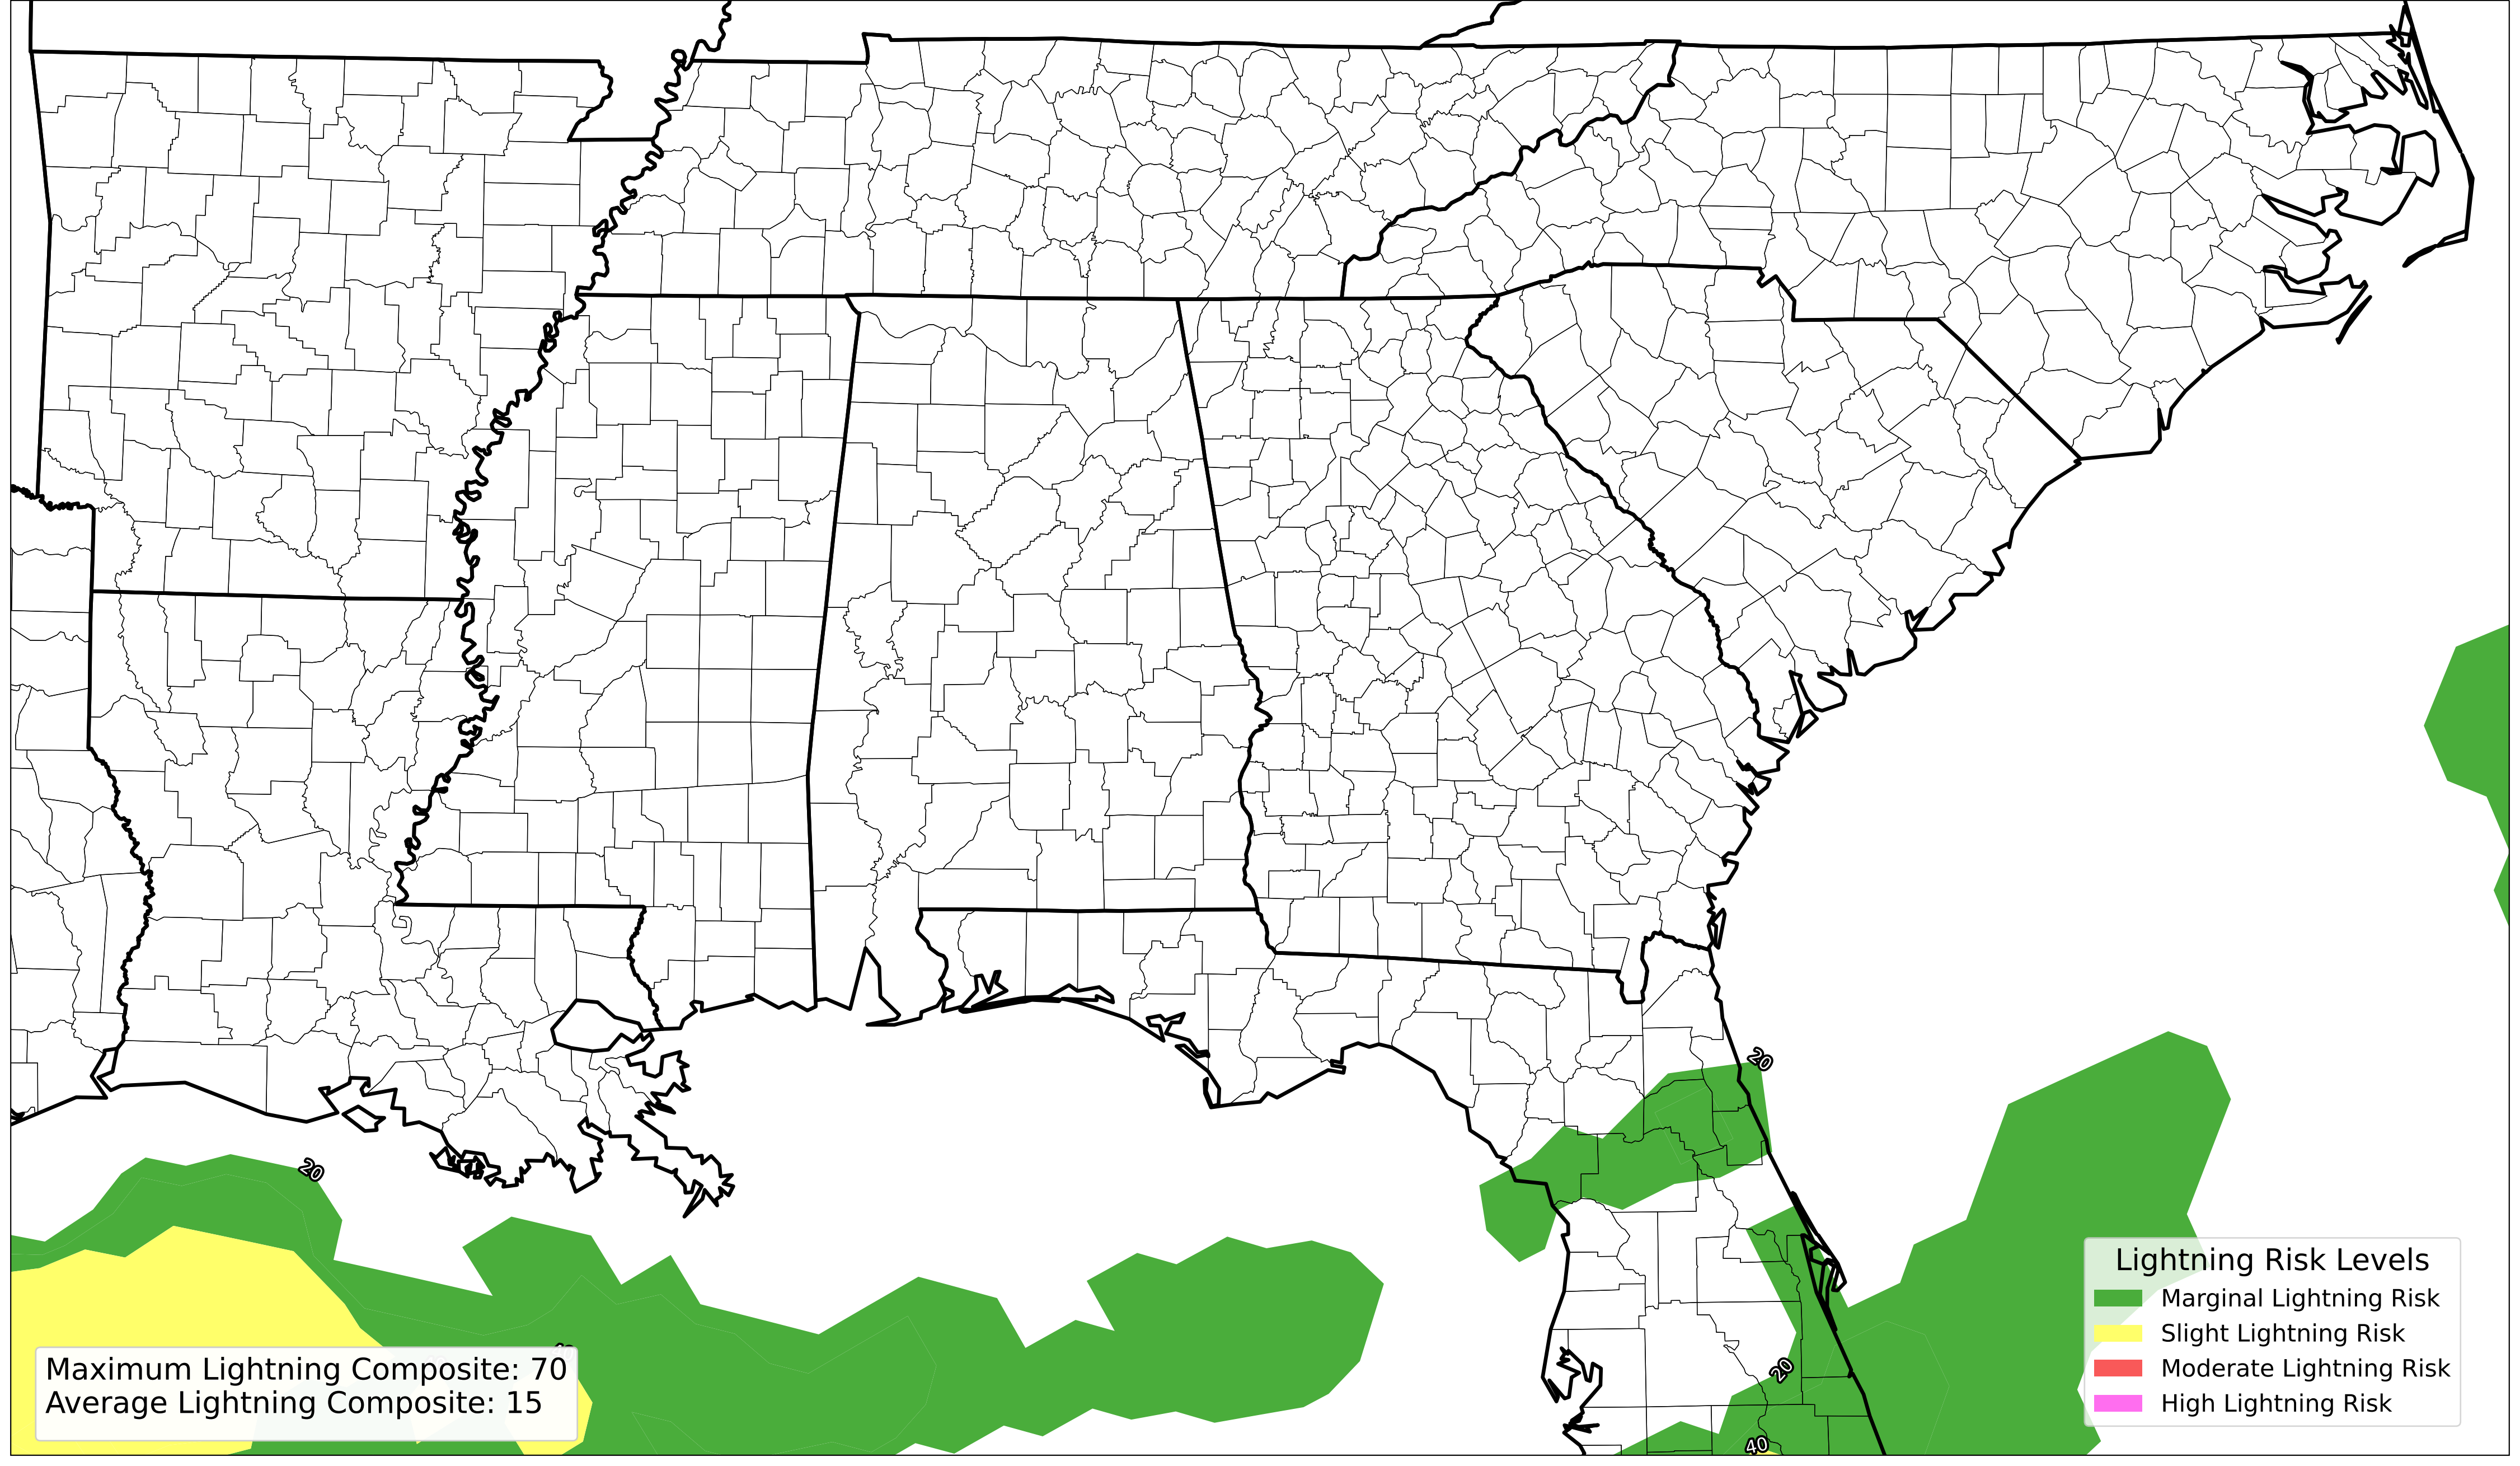 20
20
20
40
Maximum Lightning Composite: 70
Average Lightning Composite: 15
Lightning Risk Levels
Marginal Lightning Risk
Slight Lightning Risk
Moderate Lightning Risk
High Lightning Risk